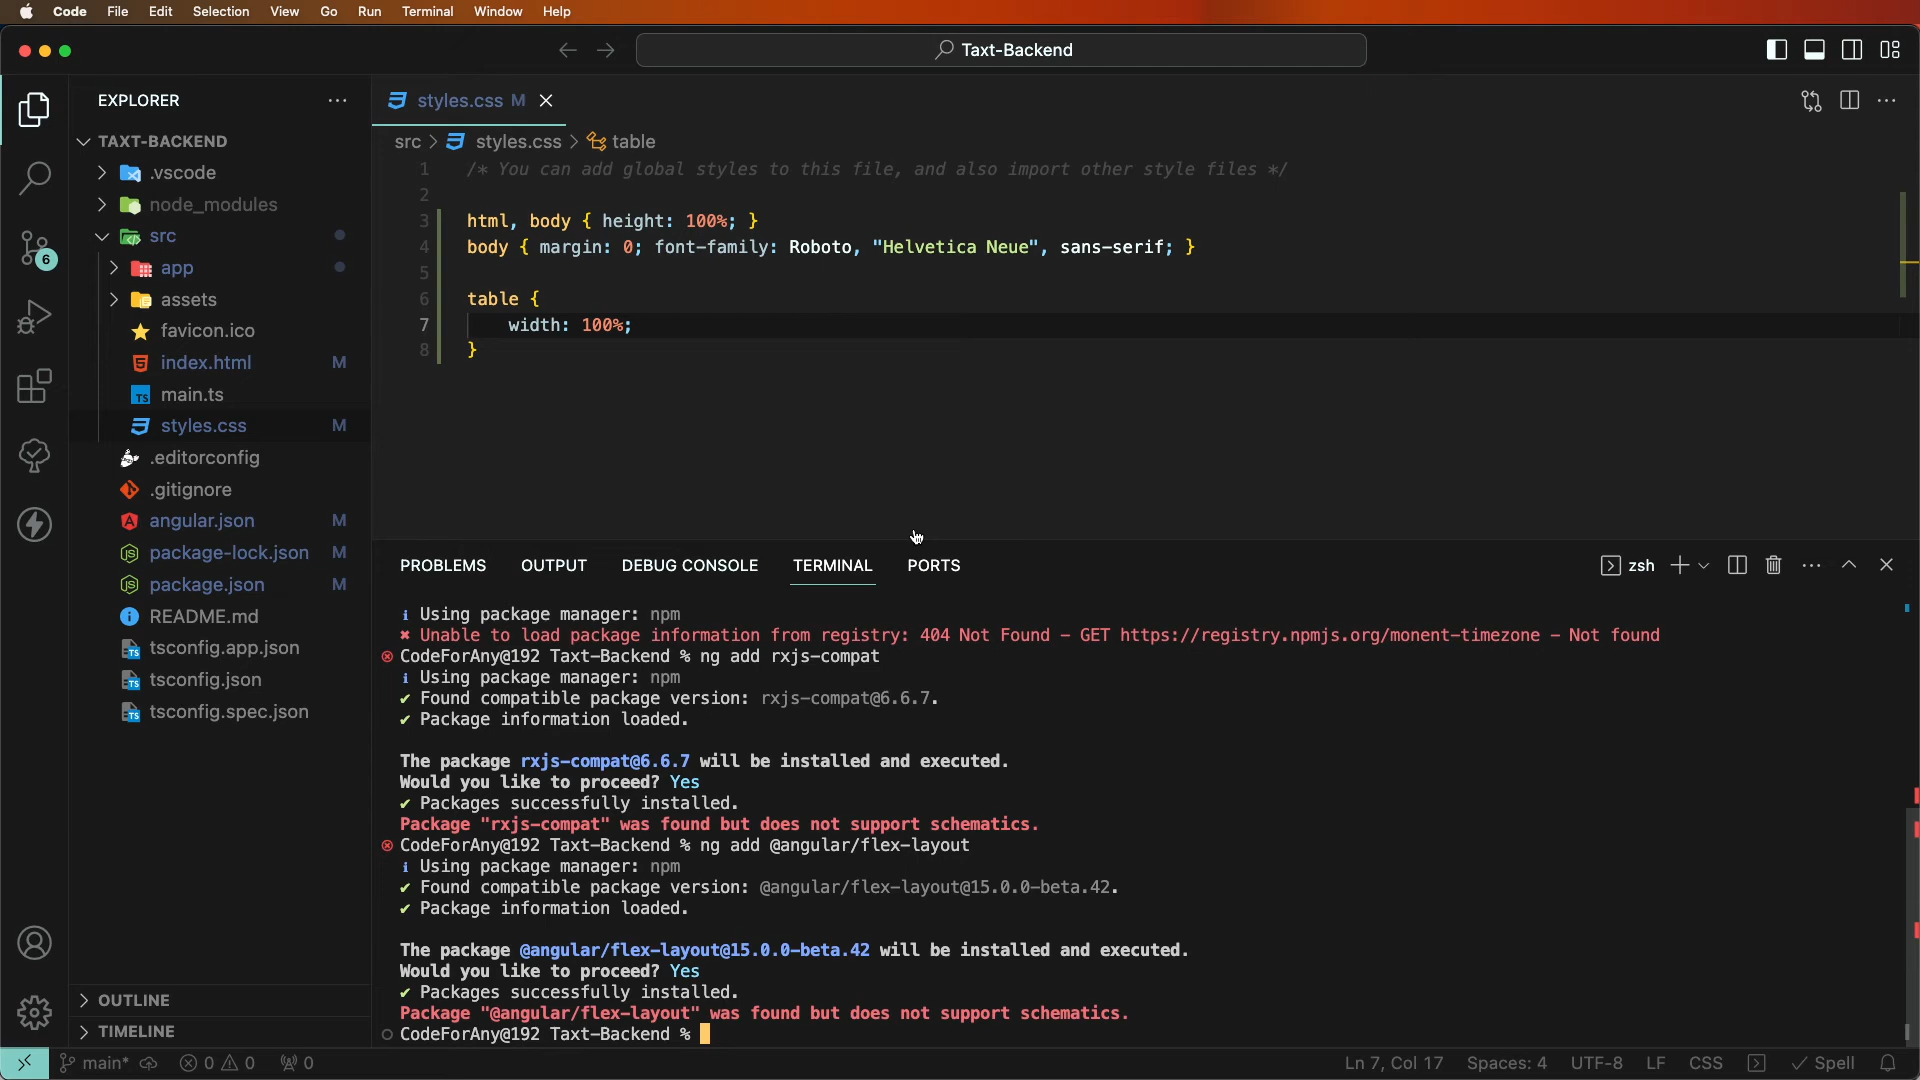 Code File Edit Selection View Go Run Terminal Window Help
Taxt-Backend
EXPLORER
TAXT-BACKEND
.vscode
node_modules
src
app
assets
favicon.ico
index.html M
main.ts
styles.css M
.editorconfig
.gitignore
angular.json M
package-lock.json M
package.json M
README.md
tsconfig.app.json
tsconfig.json
tsconfig.spec.json
OUTLINE
TIMELINE
6
styles.css M
src > styles.css > table
1 /* You can add global styles to this file, and also import other style files */
2
3 html, body { height: 100%; }
4 body { margin: 0; font-family: Roboto, "Helvetica Neue", sans-serif; }
5
6 table {
7 width: 100%;
8 }
PROBLEMS OUTPUT DEBUG CONSOLE TERMINAL PORTS
zsh
i Using package manager: npm
✖ Unable to load package information from registry: 404 Not Found - GET https://registry.npmjs.org/monent-timezone - Not found
CodeForAny@192 Taxt-Backend % ng add rxjs-compat
i Using package manager: npm
✔ Found compatible package version: rxjs-compat@6.6.7.
✔ Package information loaded.
The package rxjs-compat@6.6.7 will be installed and executed.
Would you like to proceed? Yes
✔ Packages successfully installed.
Package "rxjs-compat" was found but does not support schematics.
CodeForAny@192 Taxt-Backend % ng add @angular/flex-layout
i Using package manager: npm
✔ Found compatible package version: @angular/flex-layout@15.0.0-beta.42.
✔ Package information loaded.
The package @angular/flex-layout@15.0.0-beta.42 will be installed and executed.
Would you like to proceed? Yes
✔ Packages successfully installed.
Package "@angular/flex-layout" was found but does not support schematics.
CodeForAny@192 Taxt-Backend %
main* 0 0 0 Ln 7, Col 17 Spaces: 4 UTF-8 LF CSS Spell